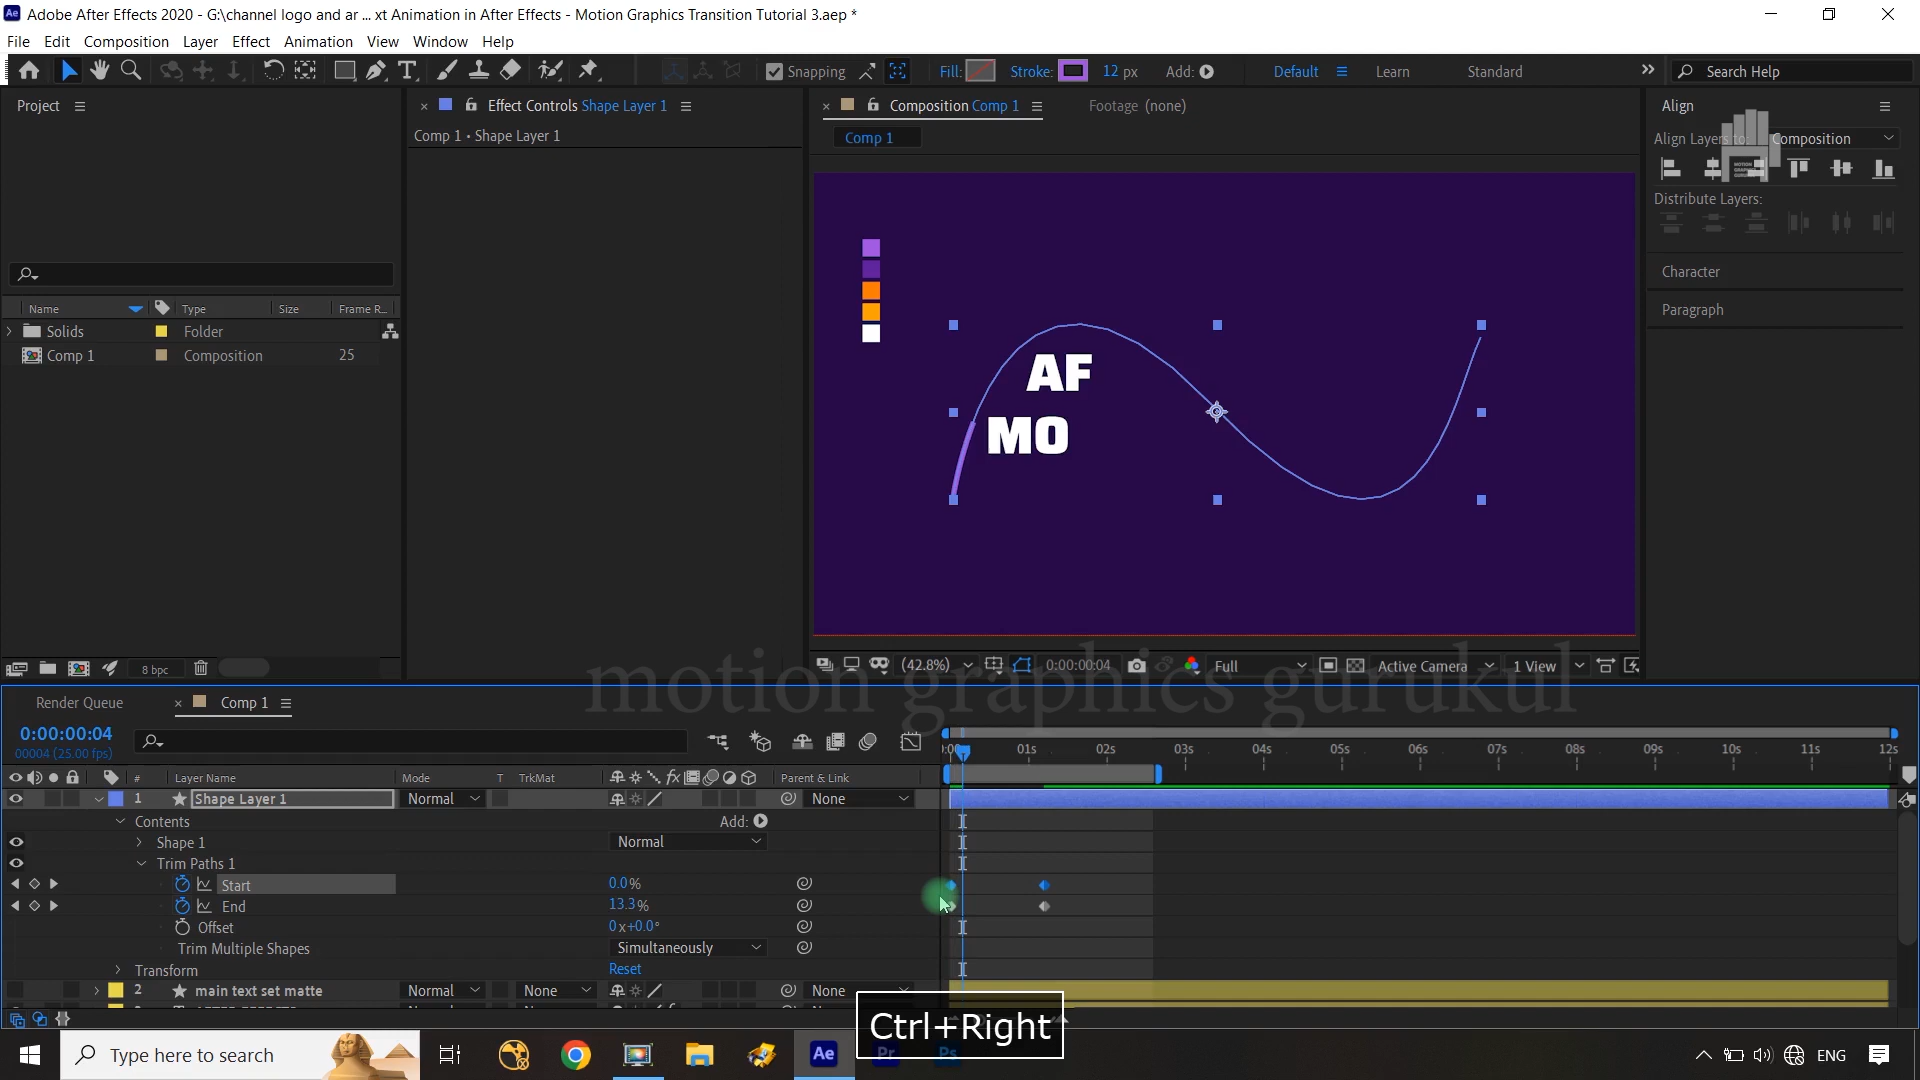 Adobe After Effects 2020 - G:\channel logo and ar ... xt Animation in After Effects - Motion Graphics Transition Tutorial 3.aep *
File Edit Composition Layer Effect Animation View Window Help
Snapping Fill: Stroke: 12 px Add: Default Learn Standard Search Help
Project
Effect Controls Shape Layer 1
Composition Comp 1
Footage (none)
Align
Comp 1 • Shape Layer 1
Comp 1
Align Layers to: Composition
Distribute Layers:
Character
Paragraph
Name Type Size Frame R...
Solids Folder
Comp 1 Composition 25
AF
MO
8 bpc
(42.8%) 0:00:00:04 Full Active Camera 1 View
motion graphics gurukul
Render Queue
Comp 1
0:00:00:04
00004 (25.00 fps)
01s 02s 03s 04s 05s 06s 07s 08s 09s 10s 11s 12s
# Layer Name Mode T TrkMat Parent & Link
1 Shape Layer 1 Normal None
Contents Add:
Shape 1 Normal
Trim Paths 1
Start 0.0%
End 13.3%
Offset 0x+0.0°
Trim Multiple Shapes Simultaneously
Transform Reset
2 main text set matte Normal None None
Ctrl+Right
Type here to search
Ae
Pr
Ps
ENG